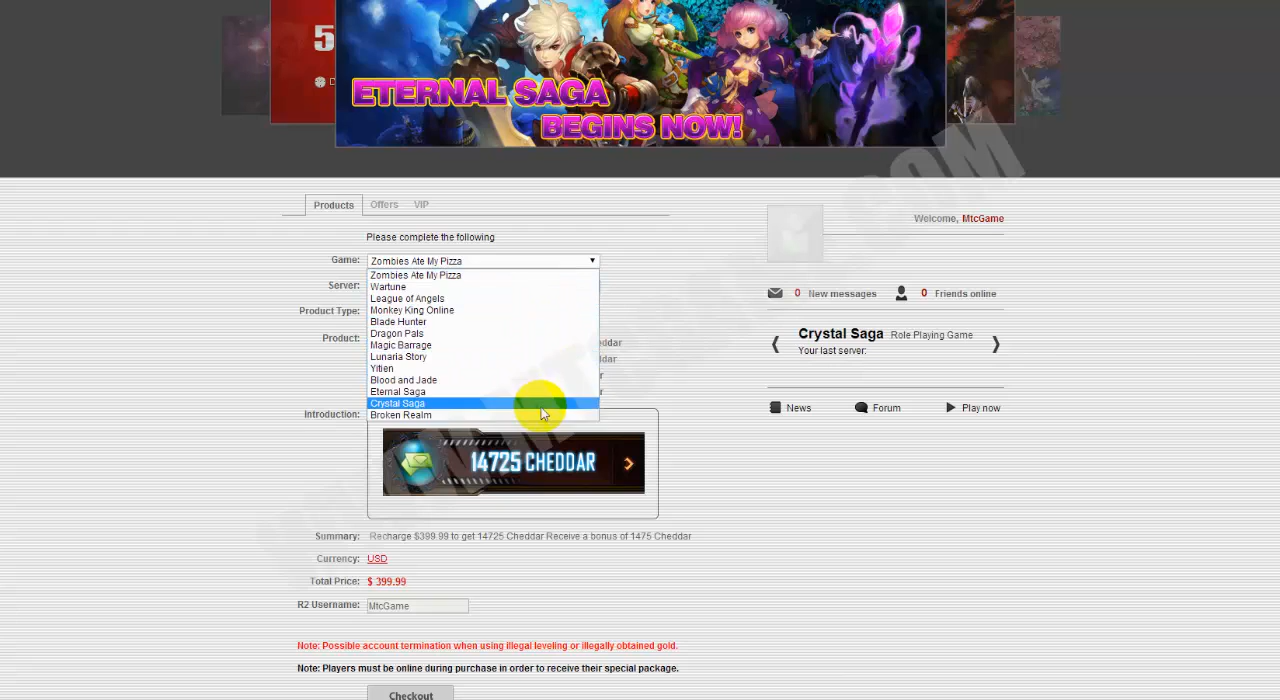 5
D
ETERNAL SAGA
BEGINS NOW!
Products Offers VIP
Please complete the following
Game: Zombies Ate My Pizza
Zombies Ate My Pizza
Server:
Wartune
League of Angels
Product Type:
Monkey King Online
Blade Hunter
Product:
Dragon Pals
Magic Barrage
Lunaria Story
Yitien
Blood and Jade
Eternal Saga
Crystal Saga
Broken Realm
cheddar
Introduction:
14725 CHEDDAR
Summary: Recharge $399.99 to get 14725 Cheddar Receive a bonus of 1475 Cheddar
Currency: USD
Total Price: $ 399.99
R2 Username: MtcGame
Note: Possible account termination when using illegal leveling or illegally obtained gold.
Note: Players must be online during purchase in order to receive their special package.
Checkout
Welcome, MtcGame
0 New messages 0 Friends online
Crystal Saga Role Playing Game
Your last server:
News Forum Play now